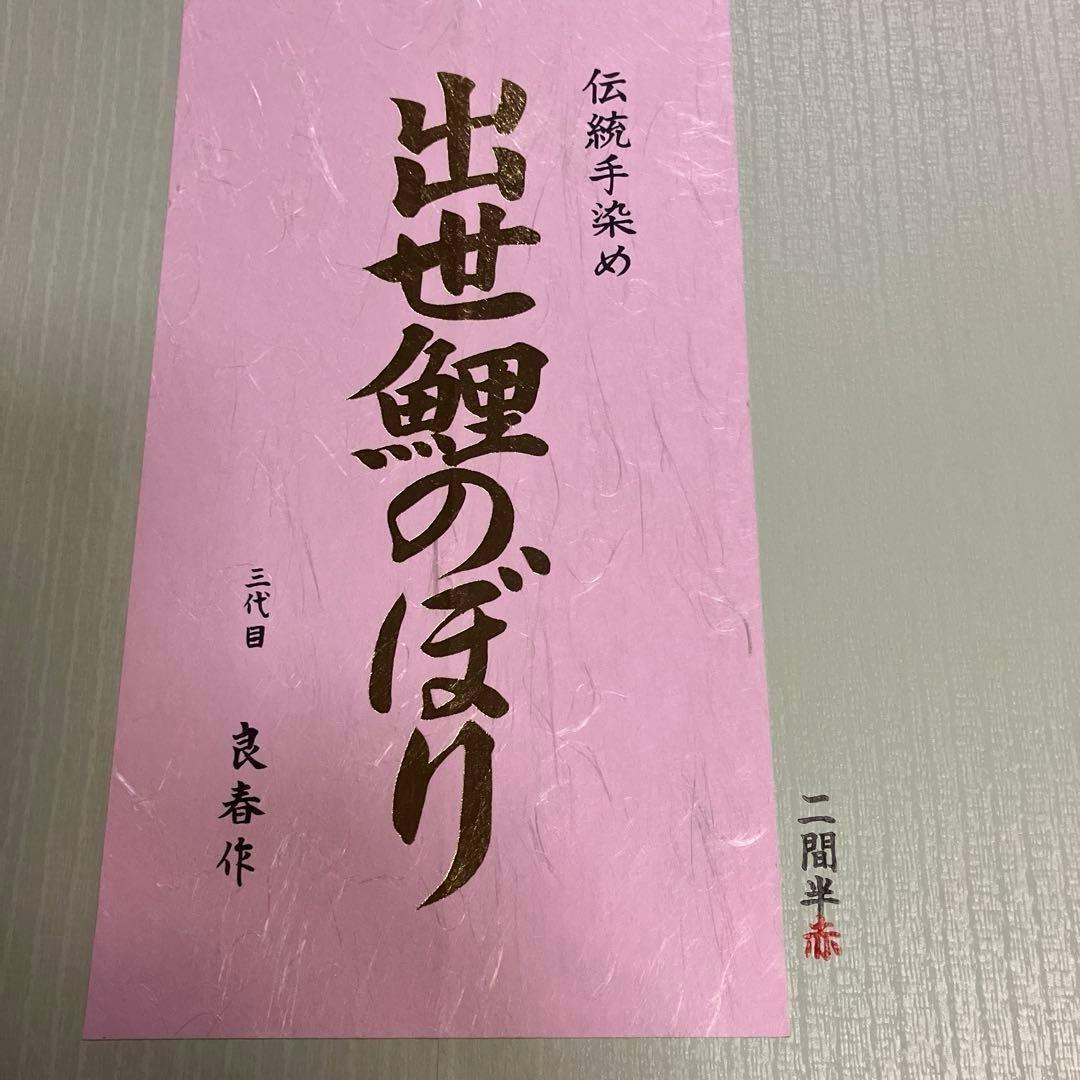 伝統手染め
出世鯉のぼり
三代目 良春作
二間半赤